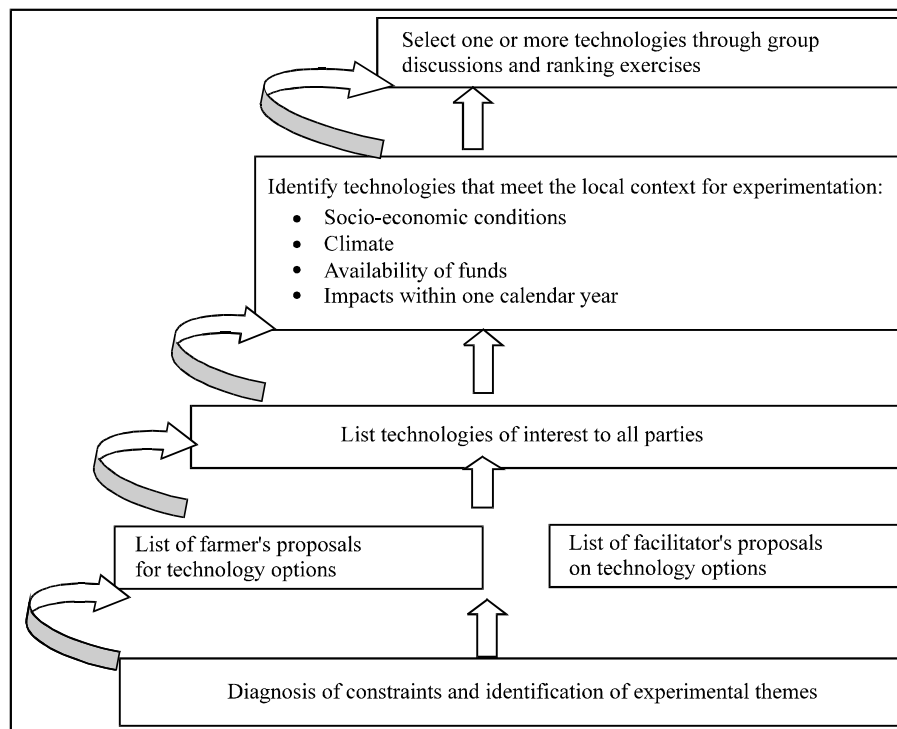 Select one or more technologies through group
discussions and ranking exercises
Identify technologies that meet the local context for experimentation:
• Socio-economic conditions
• Climate
• Availability of funds
• Impacts within one calendar year
List technologies of interest to all parties
List of farmer's proposals
for technology options
List of facilitator's proposals
on technology options
Diagnosis of constraints and identification of experimental themes